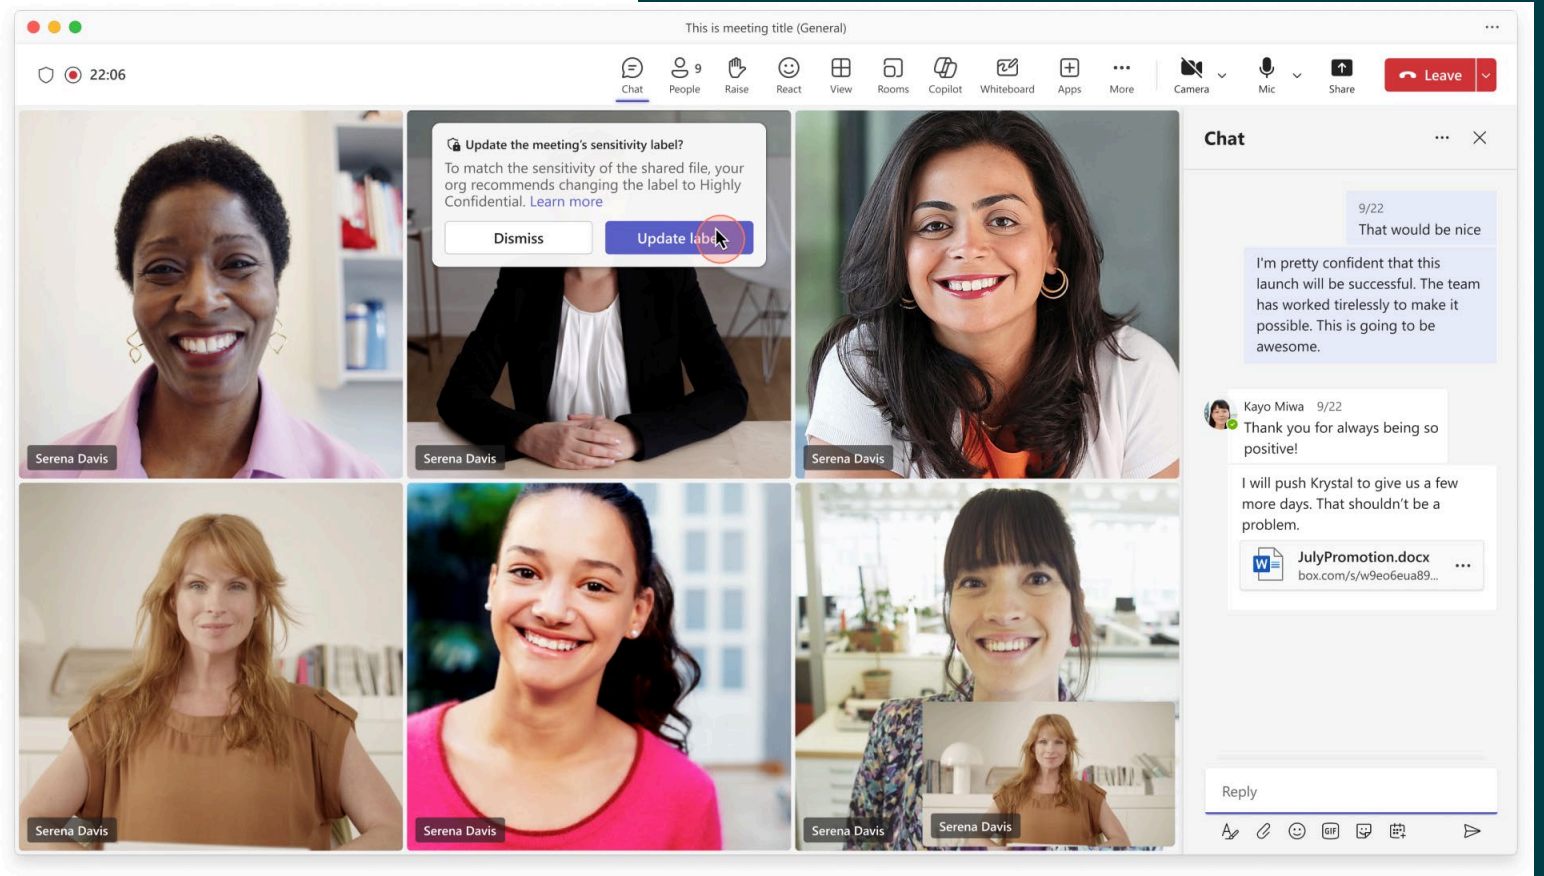 This is meeting title (General)
22:06
Chat
People
9
Raise
React
View
Rooms
Copilot
Whiteboard
Apps
More
Camera
Mic
Share
Leave
Update the meeting's sensitivity label?
To match the sensitivity of the shared file, your
org recommends changing the label to Highly
Confidential. Learn more
Dismiss
Update label
Serena Davis
Serena Davis
Serena Davis
Serena Davis
Serena Davis
Serena Davis
Serena Davis
Chat
9/22
That would be nice
I'm pretty confident that this
launch will be successful. The team
has worked tirelessly to make it
possible. This is going to be
awesome.
Kayo Miwa 9/22
Thank you for always being so
positive!
I will push Krystal to give us a few
more days. That shouldn't be a
problem.
W
JulyPromotion.docx
box.com/s/w9eo6eua89...
Reply
GIF